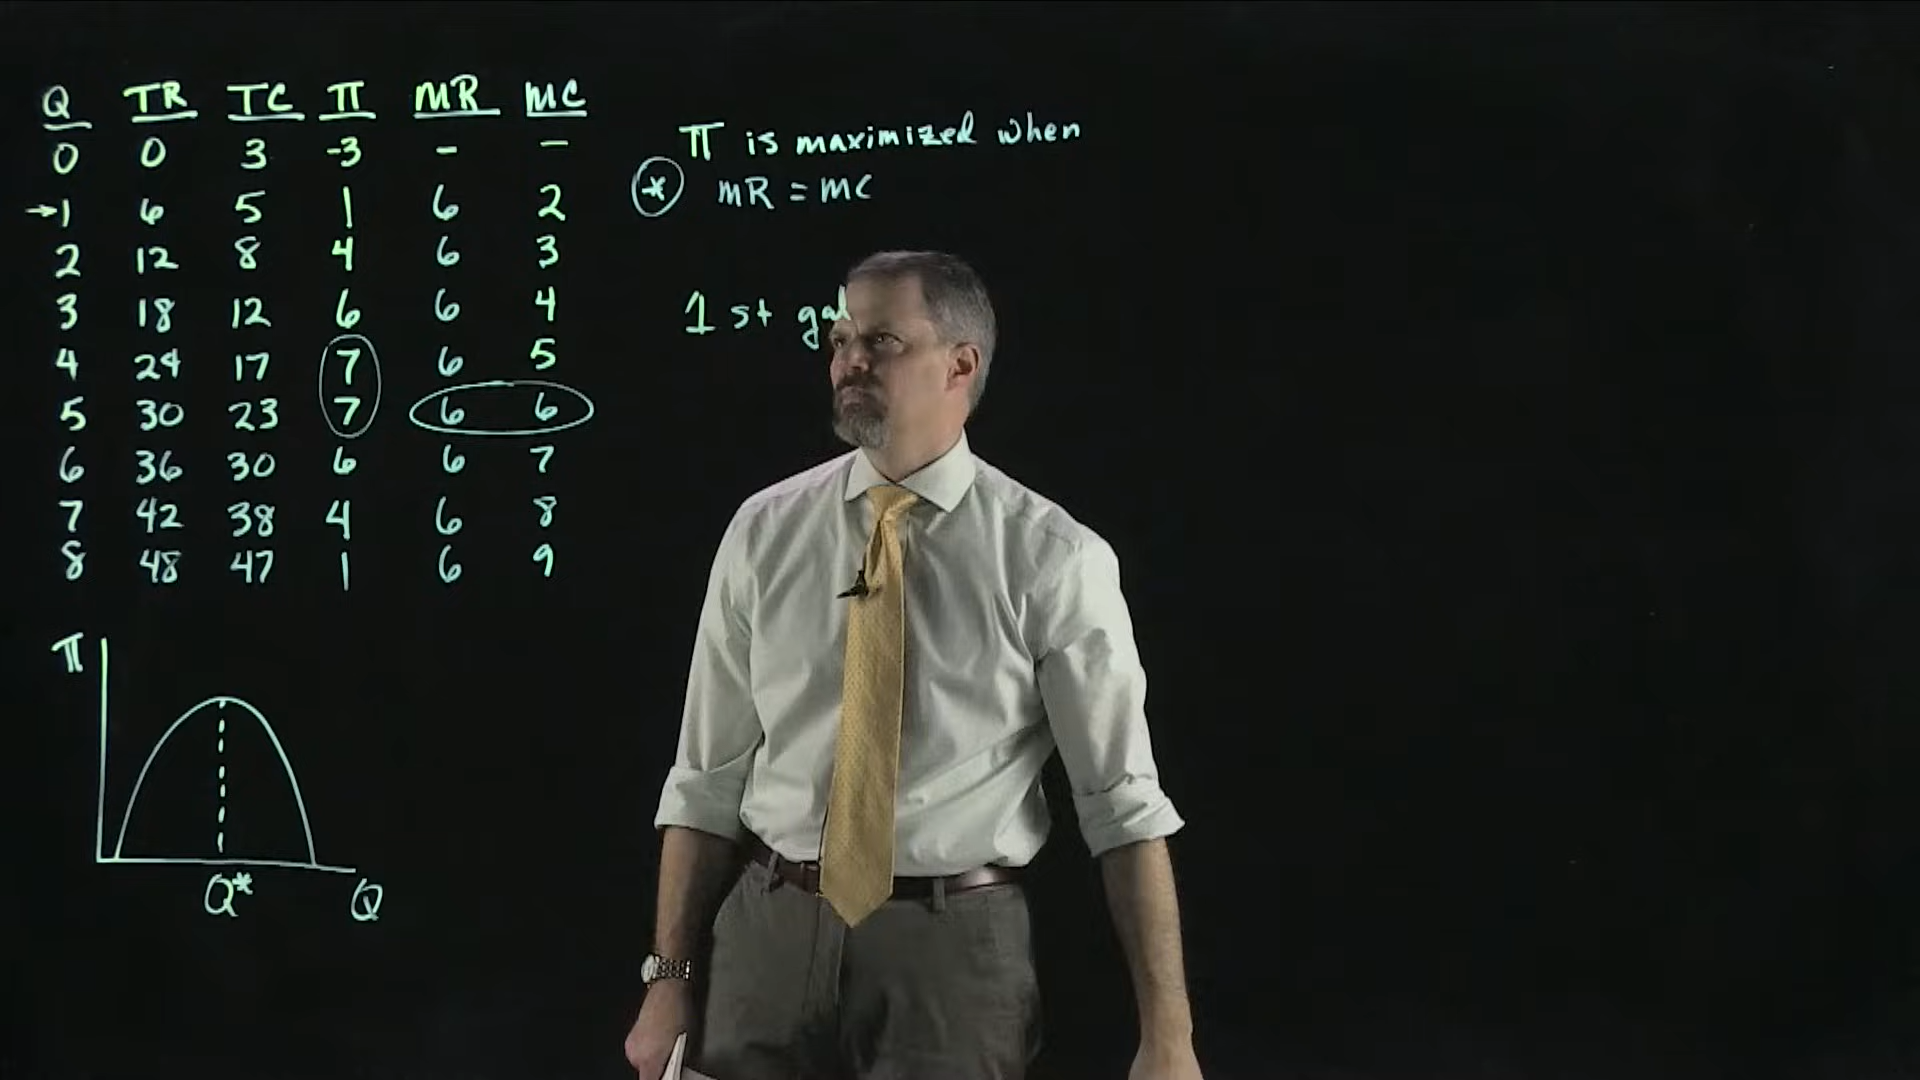 Q TR TC π MR MC
0 0 3 -3 - -
→1 6 5 1 6 2
2 12 8 4 6 3
3 18 12 6 6 4
4 24 17 7 6 5
5 30 23 7 6 6
6 36 30 6 6 7
7 42 38 4 6 8
8 48 47 1 6 9
π is maximized when
* MR = MC
1st gal
π
Q* Q